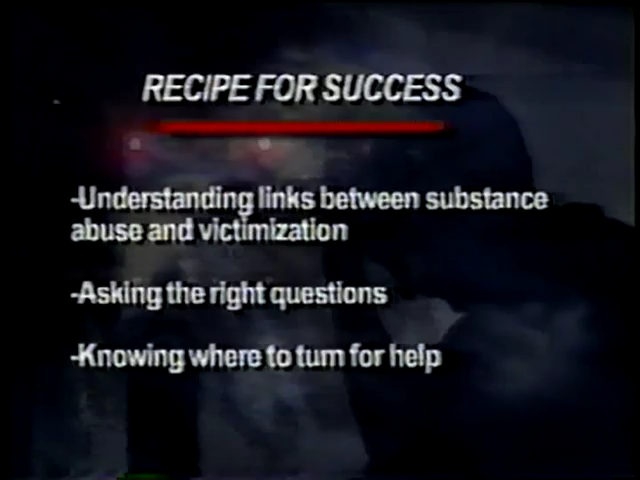 RECIPE FOR SUCCESS
-Understanding links between substance
abuse and victimization
-Asking the right questions
-Knowing where to turn for help